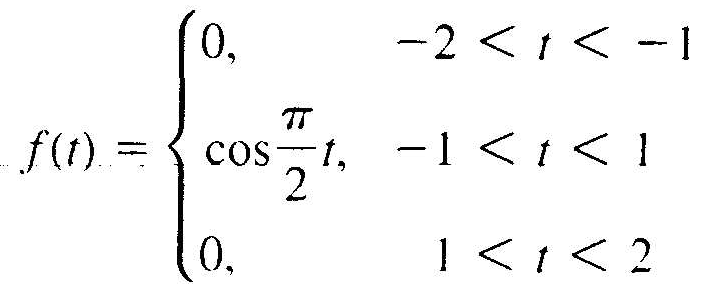 0, −2 < t < −1
f(t) = { cos π/2 t, −1 < t < 1
0, 1 < t < 2